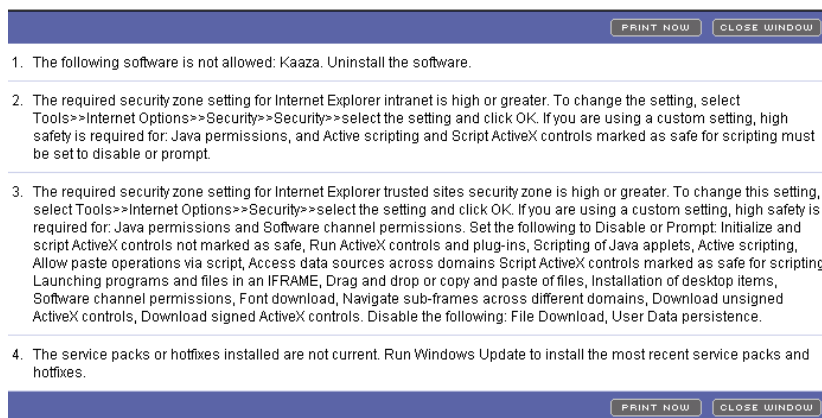 PRINT NOW CLOSE WINDOW
1. The following software is not allowed: Kaaza. Uninstall the software.
2. The required security zone setting for Internet Explorer intranet is high or greater. To change the setting, select
Tools>>Internet Options>>Security>>Security>>select the setting and click OK. If you are using a custom setting, high
safety is required for: Java permissions, and Active scripting and Script ActiveX controls marked as safe for scripting must
be set to disable or prompt.
3. The required security zone setting for Internet Explorer trusted sites security zone is high or greater. To change this setting,
select Tools>>Internet Options>>Security>>select the setting and click OK. If you are using a custom setting, high safety is
required for: Java permissions and Software channel permissions. Set the following to Disable or Prompt: Initialize and
script ActiveX controls not marked as safe, Run ActiveX controls and plug-ins, Scripting of Java applets, Active scripting,
Allow paste operations via script, Access data sources across domains Script ActiveX controls marked as safe for scripting
Launching programs and files in an IFRAME, Drag and drop or copy and paste of files, Installation of desktop items,
Software channel permissions, Font download, Navigate sub-frames across different domains, Download unsigned
ActiveX controls, Download signed ActiveX controls. Disable the following: File Download, User Data persistence.
4. The service packs or hotfixes installed are not current. Run Windows Update to install the most recent service packs and
hotfixes.
PRINT NOW CLOSE WINDOW